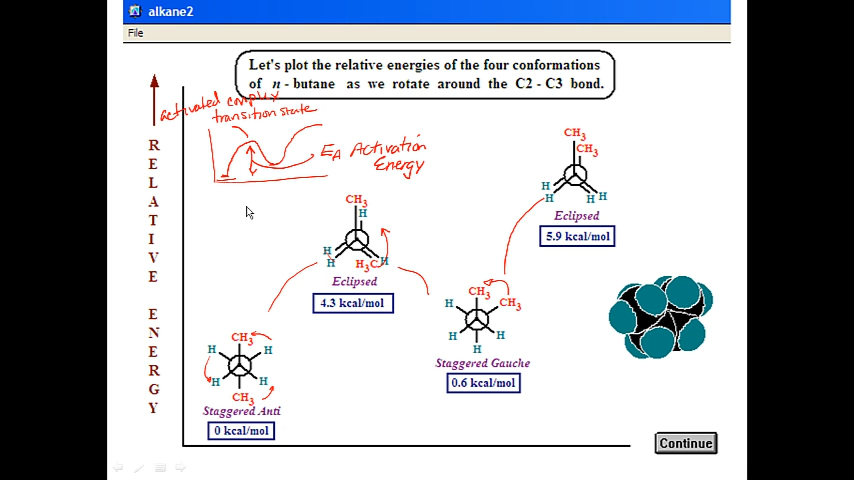 alkane2
File
Let's plot the relative energies of the four conformations
of n - butane as we rotate around the C2 - C3 bond.
activated complex
transition state
EA Activation
Energy
RELATIVE ENERGY
CH3
H
H
H
H3C
H
Eclipsed
4.3 kcal/mol
CH3
CH3
H
H
H
H
Eclipsed
5.9 kcal/mol
CH3
H
CH3
H
H
H
Staggered Gauche
0.6 kcal/mol
CH3
H
H
H
H
CH3
Staggered Anti
0 kcal/mol
Continue